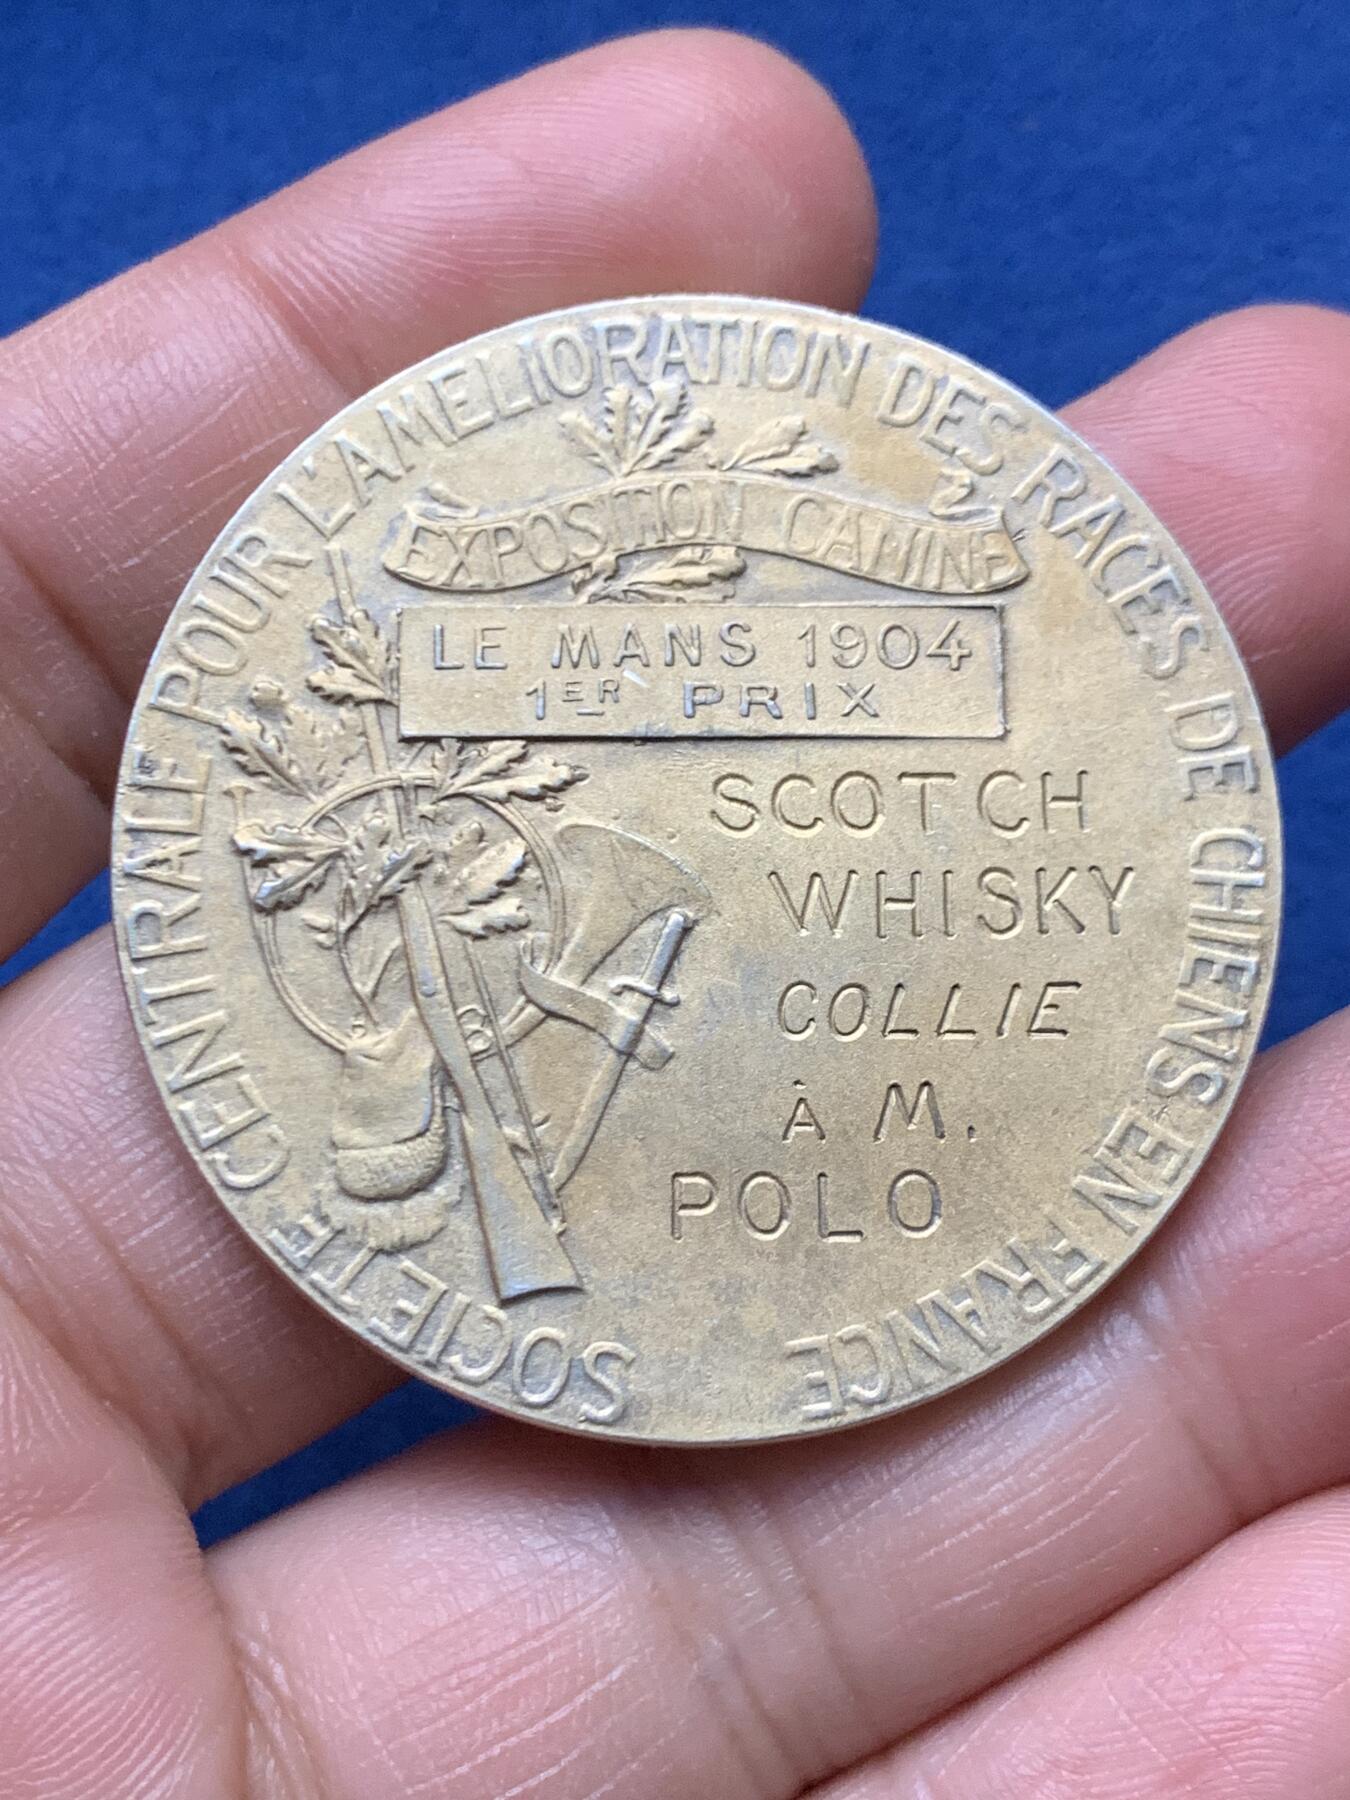 SOCIETE CENTRALE POUR L'AMELIORATION DES RACES DE CHIENS EN FRANCE
EXPOSITION CANINE
LE MANS 1904
1ER PRIX
SCOTCH
WHISKY
COLLIE
À M.
POLO